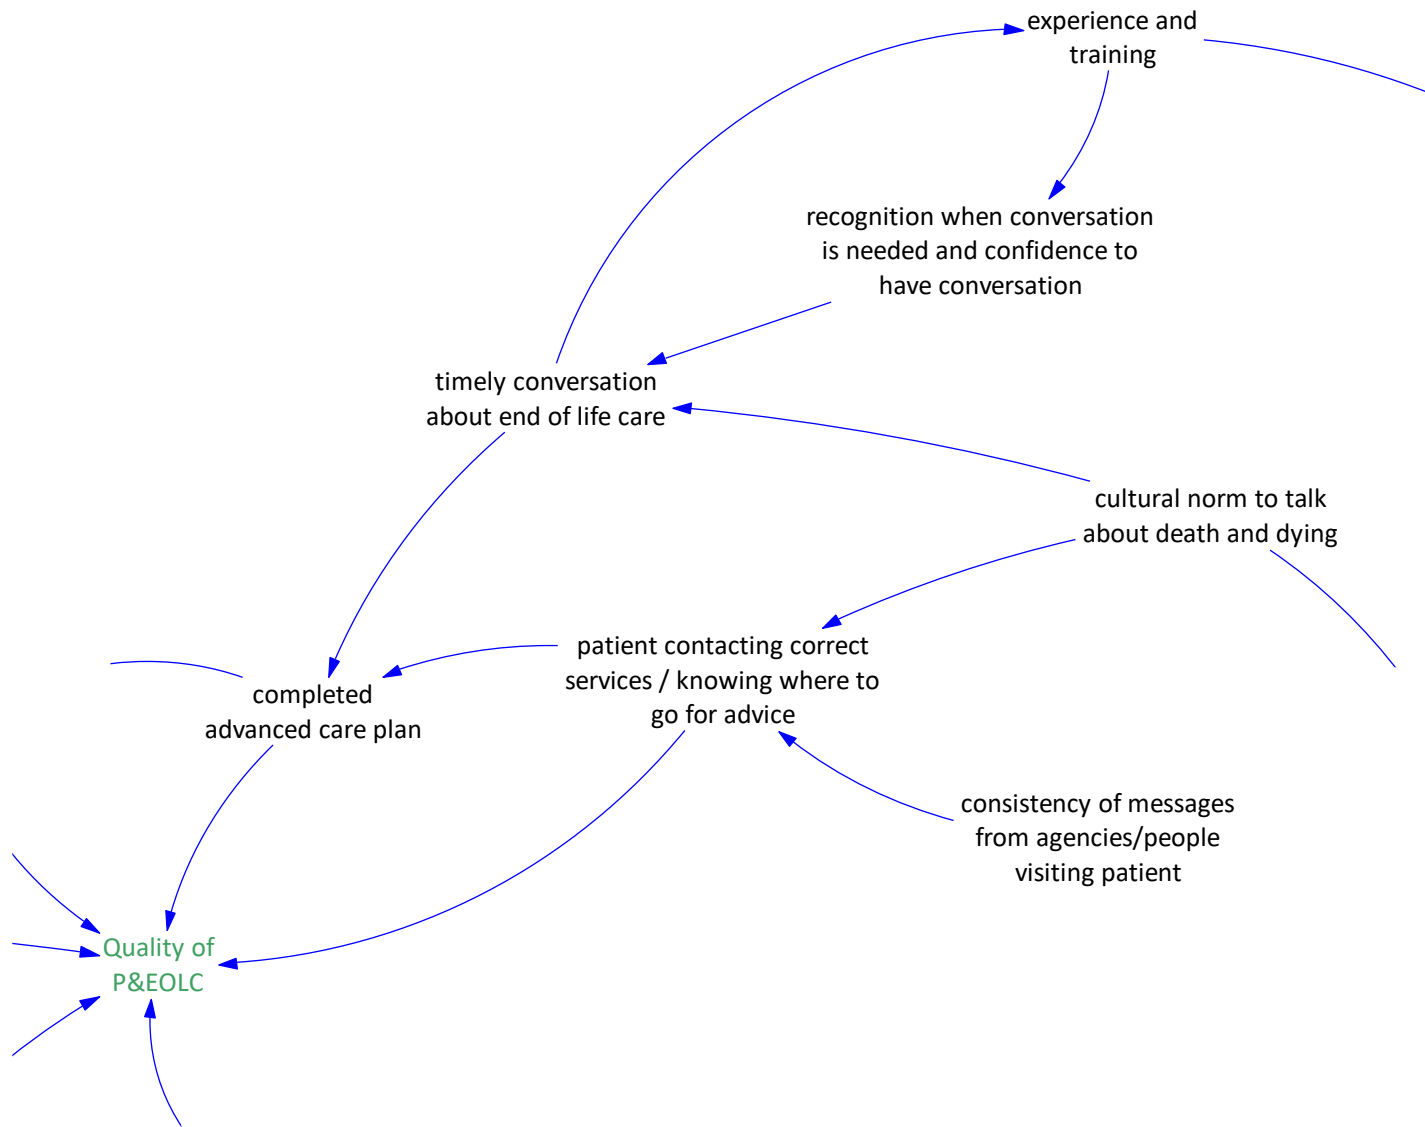 experience and
training
recognition when conversation
is needed and confidence to
have conversation
timely conversation
about end of life care
cultural norm to talk
about death and dying
patient contacting correct
services / knowing where to
go for advice
completed
advanced care plan
consistency of messages
from agencies/people
visiting patient
Quality of
P&EOLC